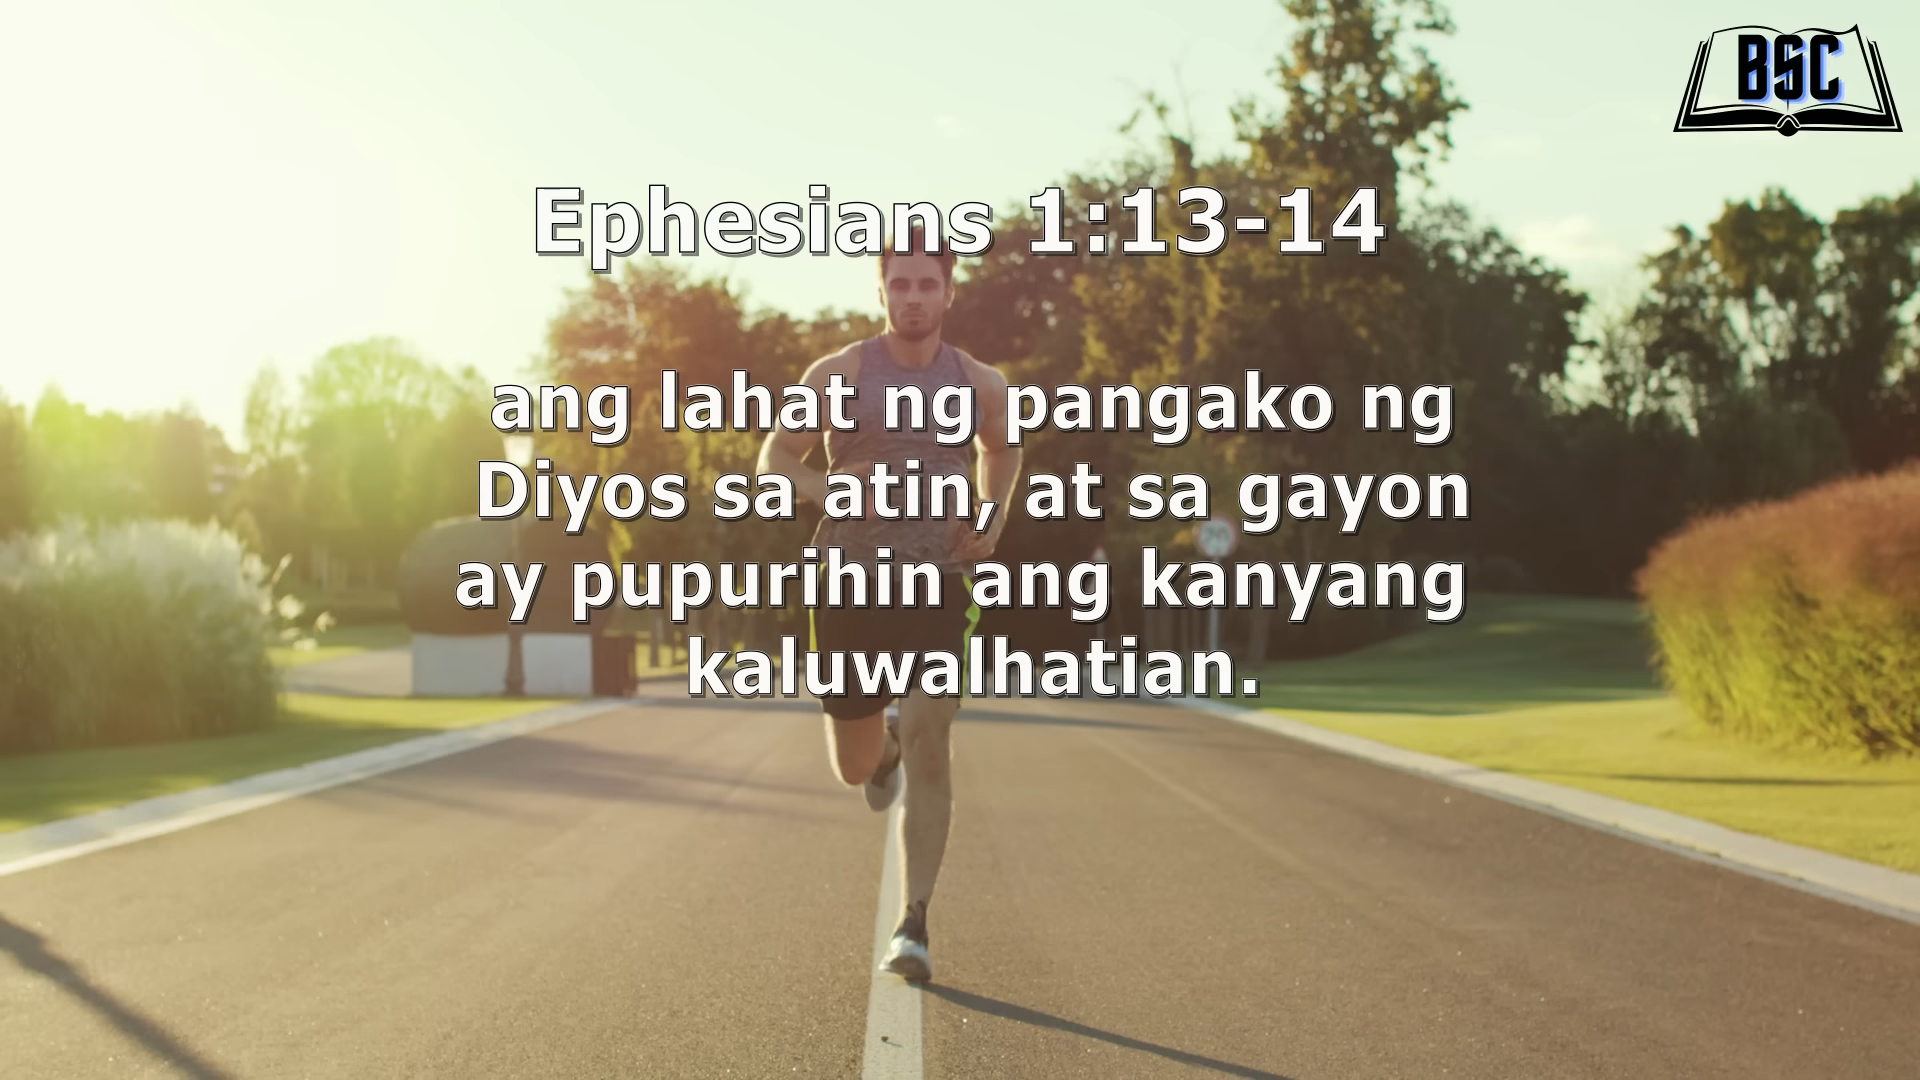 BSC
Ephesians 1:13-14
ang lahat ng pangako ng
Diyos sa atin, at sa gayon
ay pupurihin ang kanyang
kaluwalhatian.